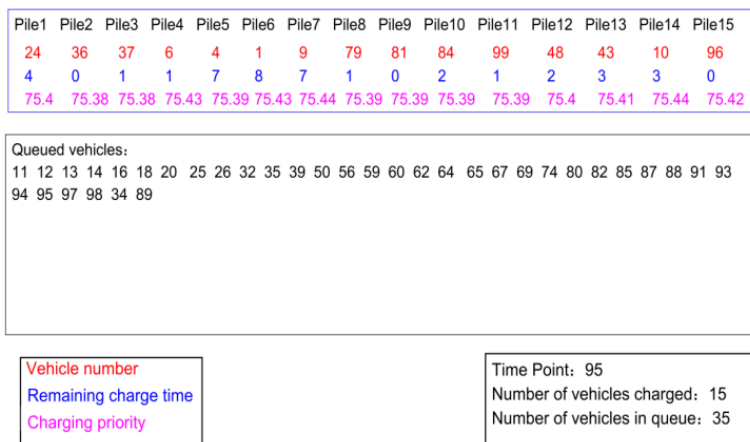 Pile1 Pile2 Pile3 Pile4 Pile5 Pile6 Pile7 Pile8 Pile9 Pile10 Pile11 Pile12 Pile13 Pile14 Pile15
24 36 37 6 4 1 9 79 81 84 99 48 43 10 96
4 0 1 1 7 8 7 1 0 2 1 2 3 3 0
75.4 75.38 75.38 75.43 75.39 75.43 75.44 75.39 75.39 75.39 75.39 75.4 75.41 75.44 75.42
Queued vehicles:
11 12 13 14 16 18 20 25 26 32 35 39 50 56 59 60 62 64 65 67 69 74 80 82 85 87 88 91 93
94 95 97 98 34 89
Vehicle number
Remaining charge time
Charging priority
Time Point: 95
Number of vehicles charged: 15
Number of vehicles in queue: 35